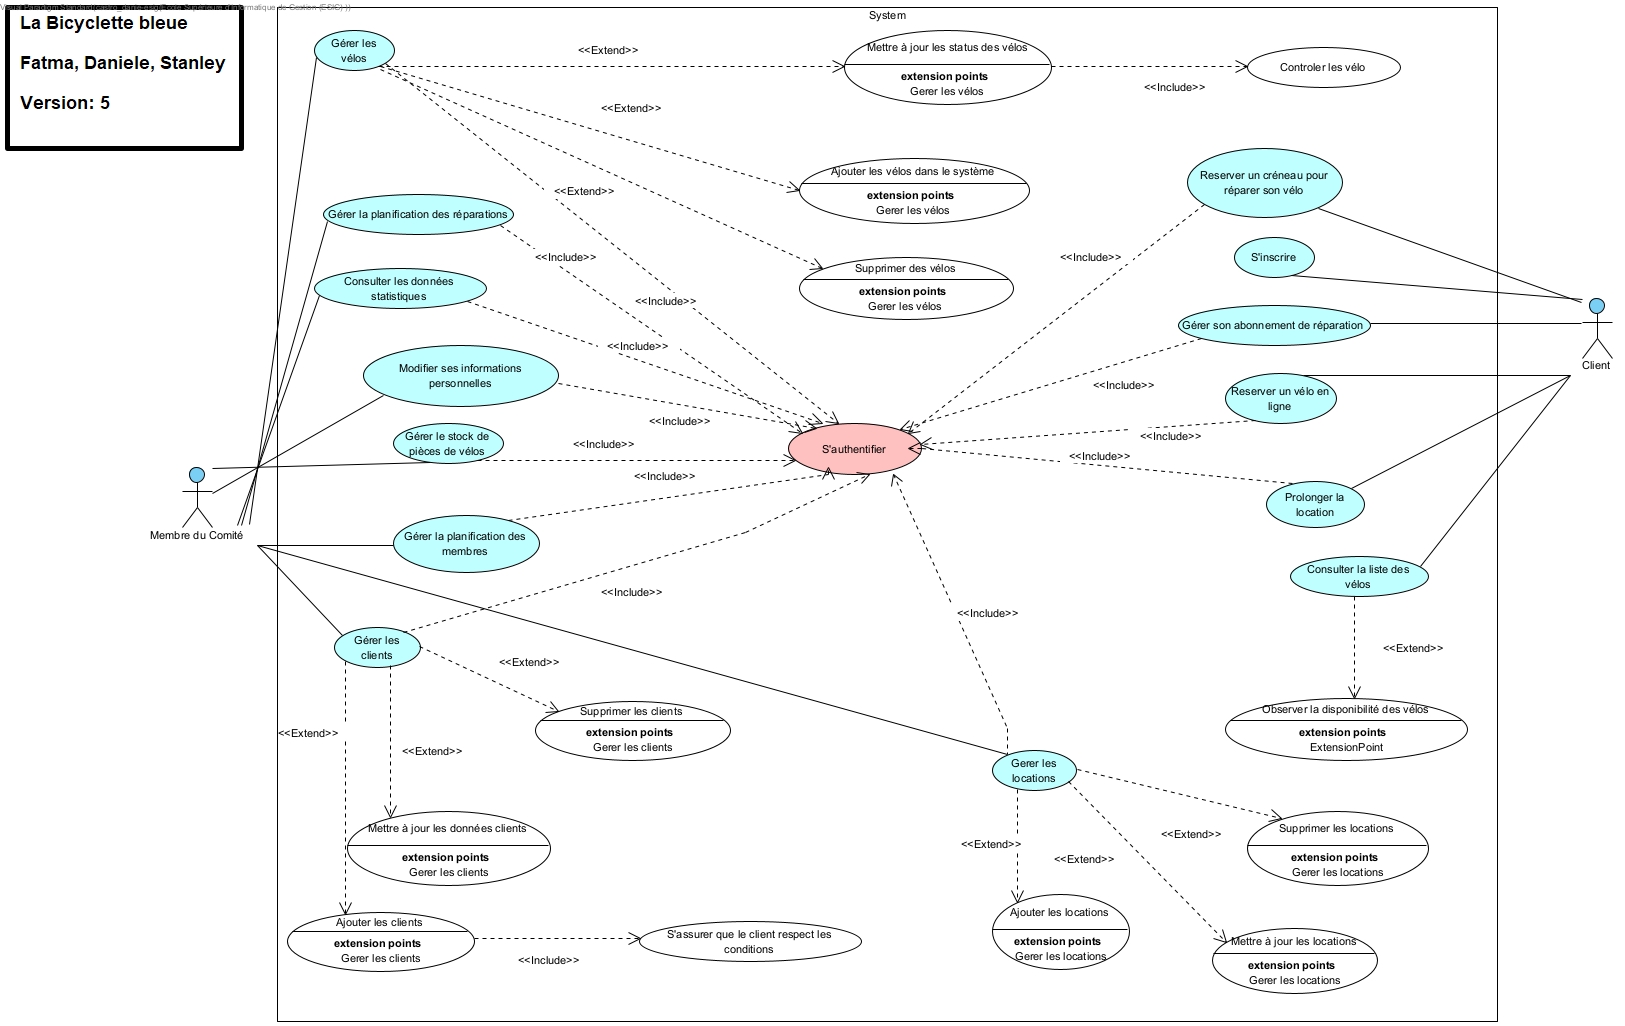 La Bicyclette bleue
Fatma, Daniele, Stanley
Version: 5
System
Gérer les
vélos
<<Extend>>
Mettre à jour les status des vélos
extension points
Gerer les vélos
<<Include>>
Controler les vélo
<<Extend>>
Ajouter les vélos dans le système
extension points
Gerer les vélos
<<Extend>>
Supprimer des vélos
extension points
Gerer les vélos
Reserver un créneau pour
réparer son vélo
Gérer la planification des réparations
<<Include>>
<<Include>>
S'inscrire
Consulter les données
statistiques
<<Include>>
Gérer son abonnement de réparation
<<Include>>
Client
Modifier ses informations
personnelles
<<Include>>
Reserver un vélo en
ligne
<<Include>>
Gérer le stock de
pièces de vélos
<<Include>>
S'authentifier
<<Include>>
<<Include>>
<<Include>>
Prolonger la
location
Membre du Comité
Gérer la planification des
membres
Consulter la liste des
vélos
<<Include>>
<<Include>>
Gérer les
clients
<<Extend>>
<<Extend>>
Supprimer les clients
extension points
Gerer les clients
Observer la disponibilité des vélos
extension points
ExtensionPoint
<<Extend>>
<<Extend>>
Gerer les
locations
Mettre à jour les données clients
extension points
Gerer les clients
<<Extend>>
<<Extend>>
<<Extend>>
Supprimer les locations
extension points
Gerer les locations
Ajouter les clients
extension points
Gerer les clients
<<Include>>
S'assurer que le client respect les
conditions
Ajouter les locations
extension points
Gerer les locations
Mettre à jour les locations
extension points
Gerer les locations